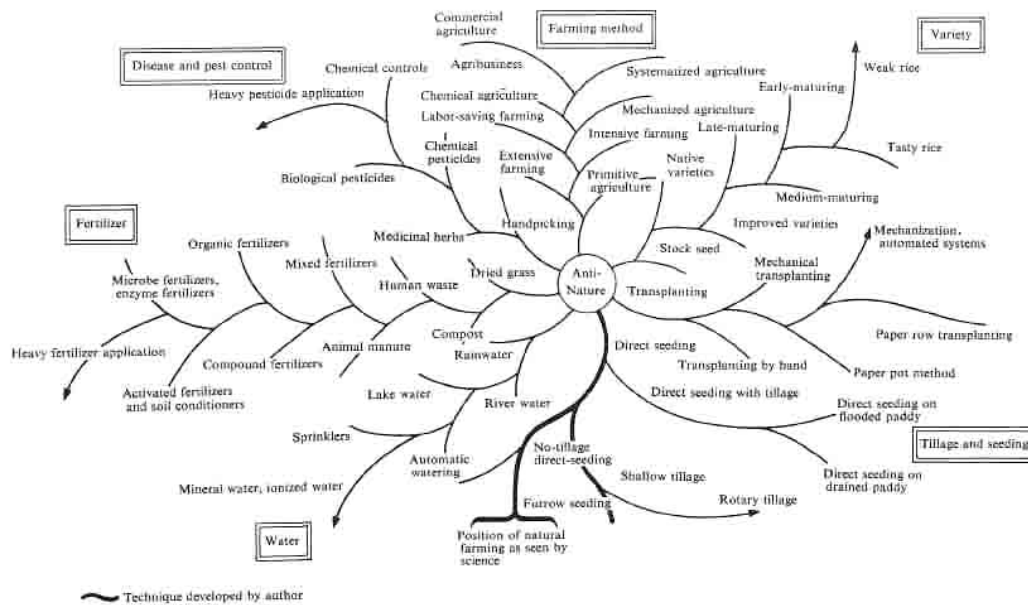 Commercial
agriculture
Farming method
Variety
Disease and pest control
Agribusiness
Weak rice
Chemical controls
Systematized agriculture
Early-maturing
Heavy pesticide application
Chemical agriculture
Mechanized agriculture
Labor-saving farming
Intensive farming
Late-maturing
Chemical
pesticides
Extensive
farming
Native
varieties
Tasty rice
Biological pesticides
Primitive
agriculture
Medium-maturing
Fertilizer
Handpicking
Improved varieties
Medicinal herbs
Stock seed
Mechanization,
automated systems
Organic fertilizers
Mixed fertilizers
Dried grass
Anti-
Nature
Mechanical
transplanting
Microbe fertilizers,
enzyme fertilizers
Human waste
Transplanting
Compost
Paper row transplanting
Heavy fertilizer application
Animal manure
Rainwater
Direct seeding
Compound fertilizers
Transplanting by hand
Paper pot method
Activated fertilizers
and soil conditioners
Lake water
River water
Direct seeding with tillage
Direct seeding on
flooded paddy
Sprinklers
No-tillage
direct-seeding
Tillage and seeding
Automatic
watering
Shallow tillage
Direct seeding on
drained paddy
Mineral water, ionized water
Furrow seeding
Rotary tillage
Water
Position of natural
farming as seen by
science
Technique developed by author